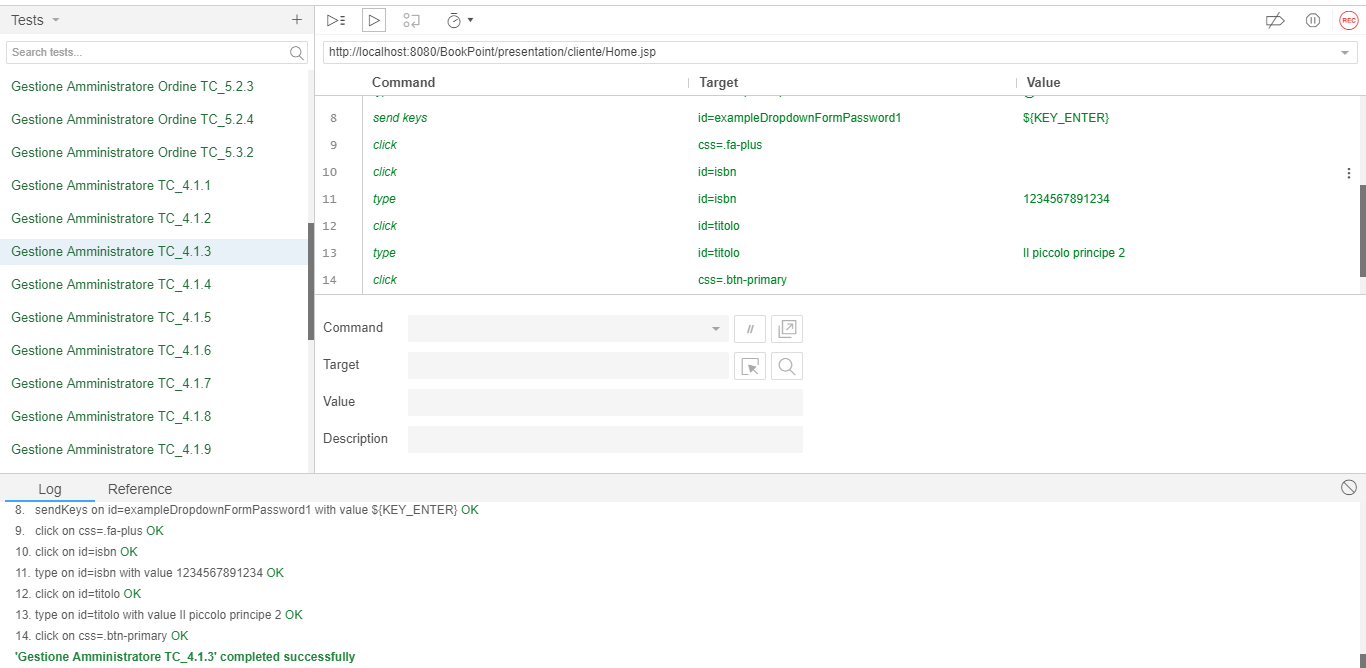 Tests
REC
Search tests...
http://localhost:8080/BookPoint/presentation/cliente/Home.jsp
Gestione Amministratore Ordine TC_5.2.3
Gestione Amministratore Ordine TC_5.2.4
Gestione Amministratore Ordine TC_5.3.2
Gestione Amministratore TC_4.1.1
Gestione Amministratore TC_4.1.2
Gestione Amministratore TC_4.1.3
Gestione Amministratore TC_4.1.4
Gestione Amministratore TC_4.1.5
Gestione Amministratore TC_4.1.6
Gestione Amministratore TC_4.1.7
Gestione Amministratore TC_4.1.8
Gestione Amministratore TC_4.1.9
Command Target Value
8 send keys id=exampleDropdownFormPassword1 ${KEY_ENTER}
9 click css=.fa-plus
10 click id=isbn
11 type id=isbn 1234567891234
12 click id=titolo
13 type id=titolo Il piccolo principe 2
14 click css=.btn-primary
Command //
Target
Value
Description
Log Reference
8. sendKeys on id=exampleDropdownFormPassword1 with value ${KEY_ENTER} OK
9. click on css=.fa-plus OK
10. click on id=isbn OK
11. type on id=isbn with value 1234567891234 OK
12. click on id=titolo OK
13. type on id=titolo with value Il piccolo principe 2 OK
14. click on css=.btn-primary OK
'Gestione Amministratore TC_4.1.3' completed successfully